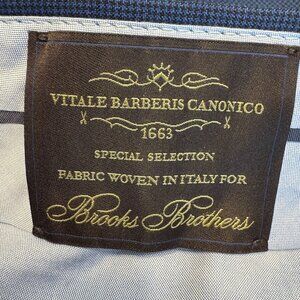 VITALE BARBERIS CANONICO
1663
SPECIAL SELECTION
FABRIC WOVEN IN ITALY FOR
Brooks Brothers